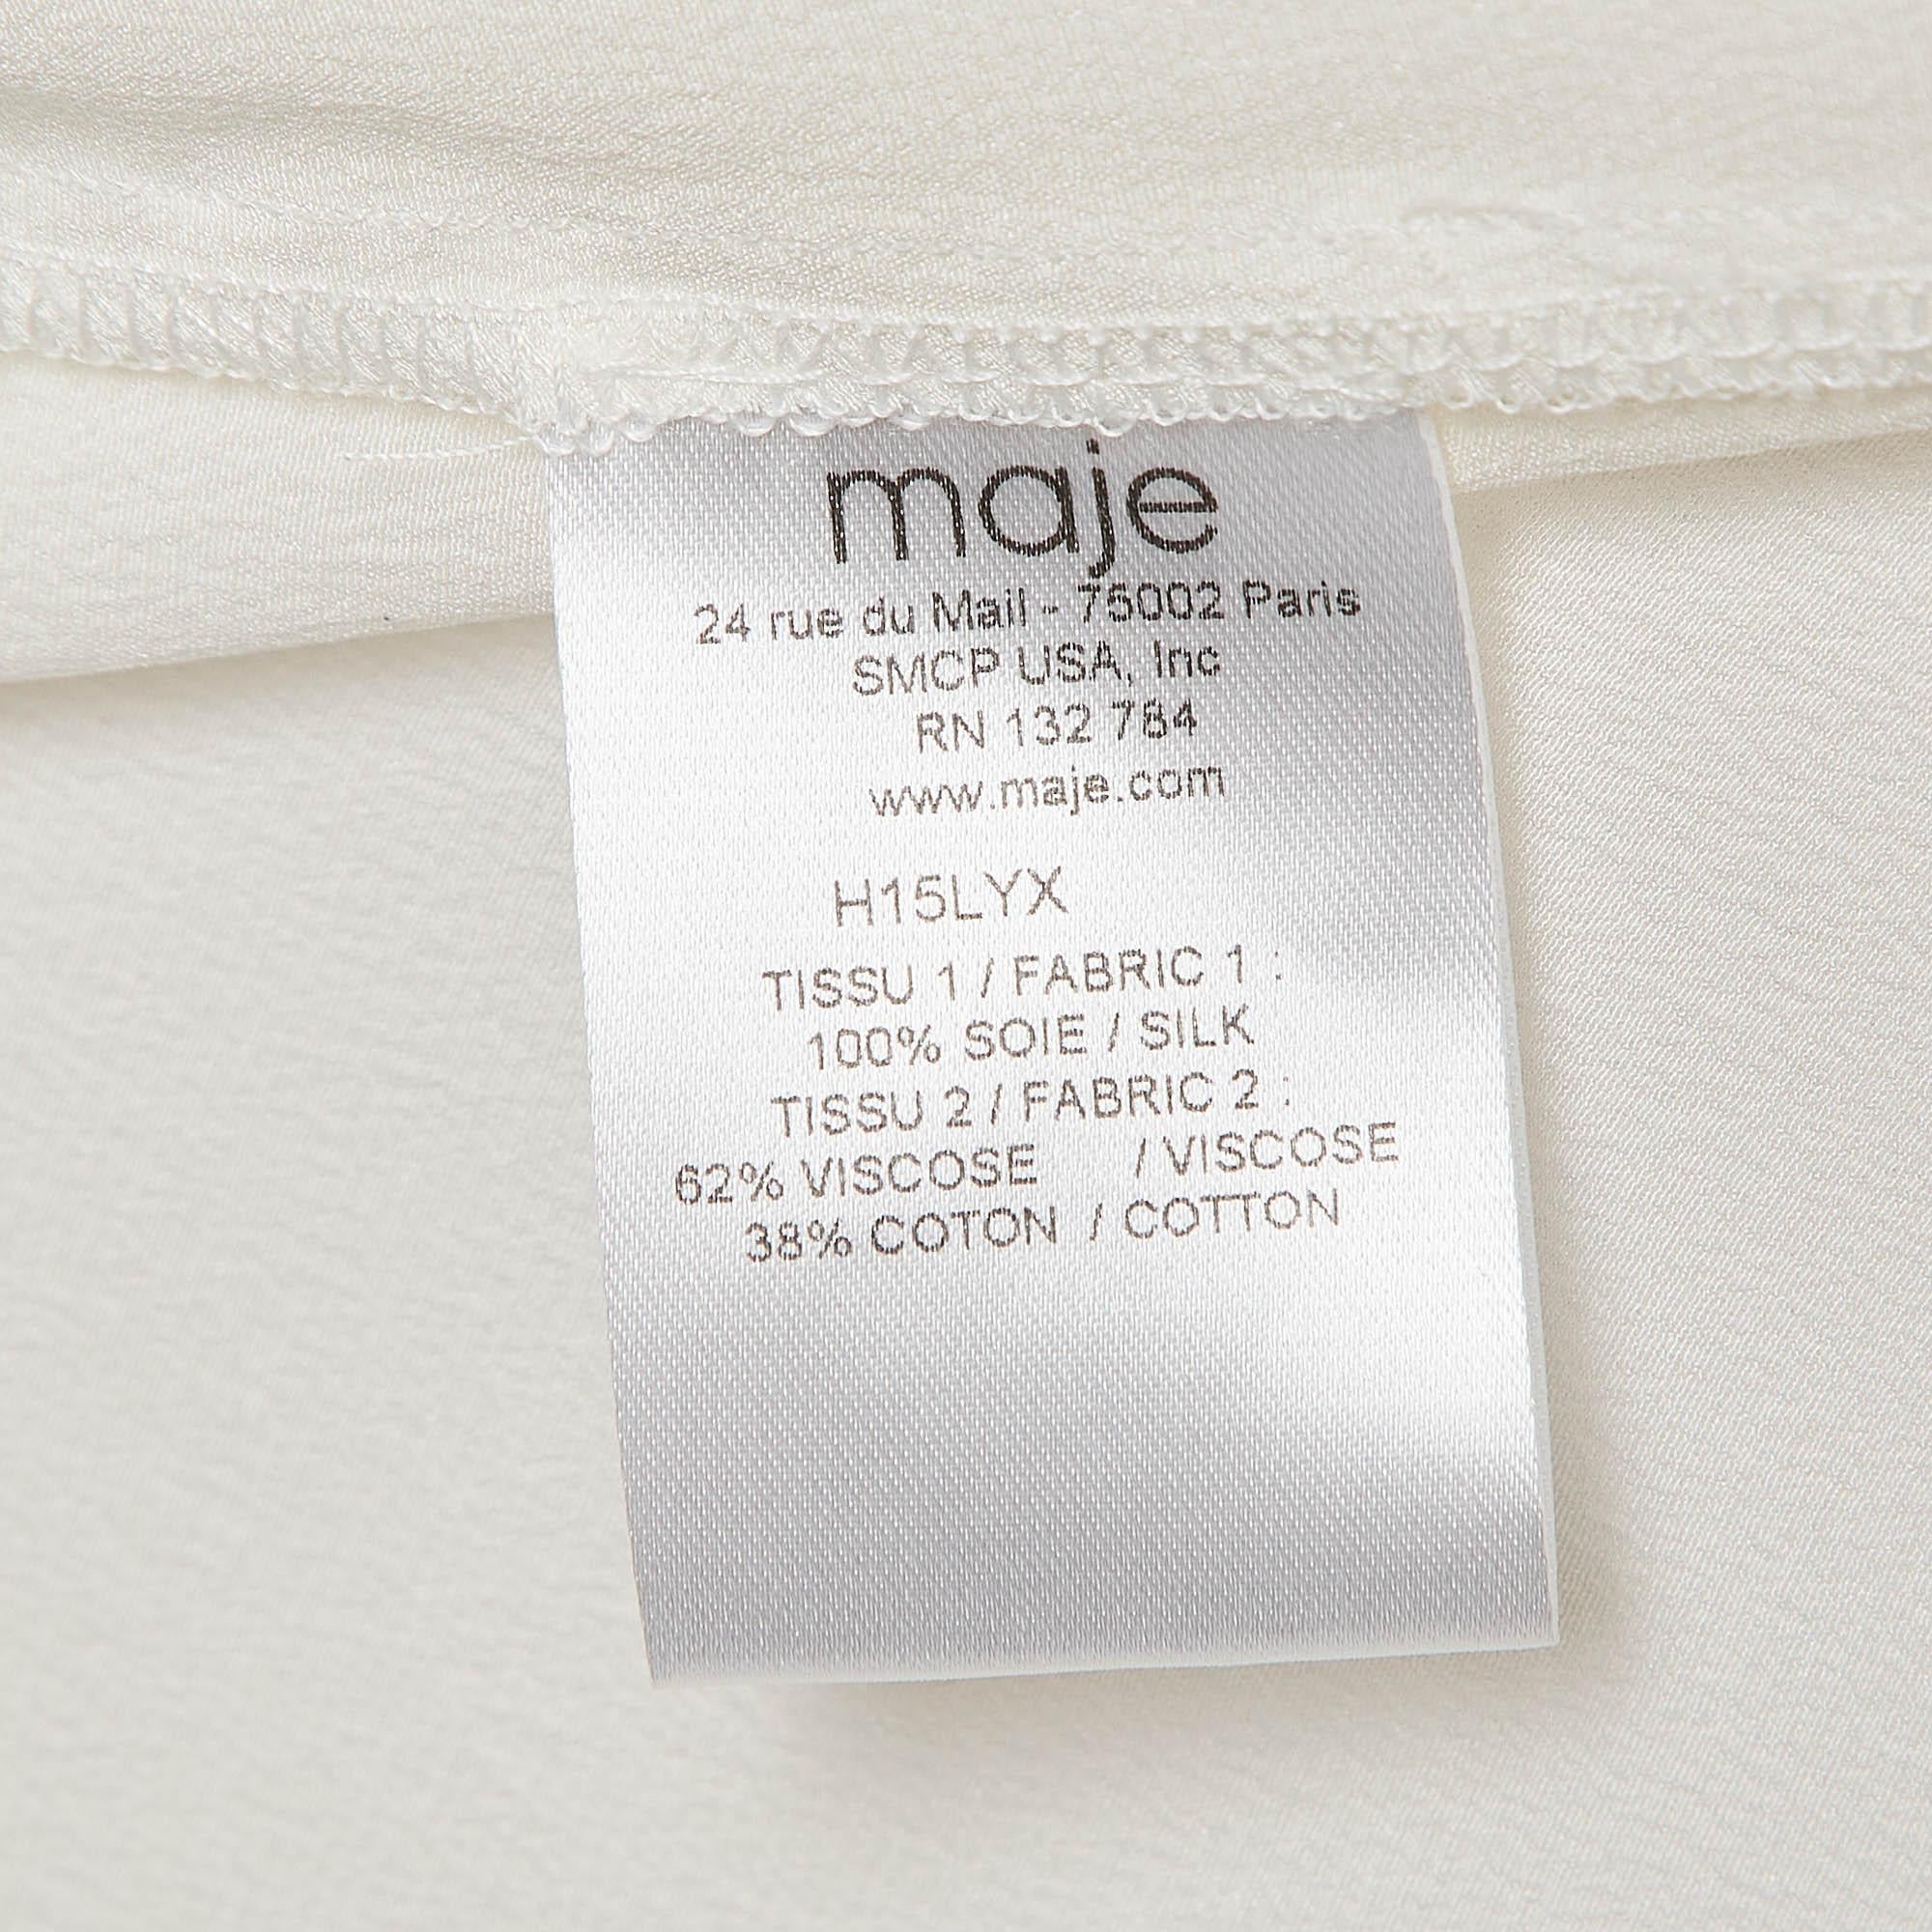 maje
24 rue du Mail - 75002 Paris
SMCP USA, Inc
RN 132 784
www.maje.com
H15LYX
TISSU 1 / FABRIC 1 :
100% SOIE / SILK
TISSU 2 / FABRIC 2 :
62% VISCOSE / VISCOSE
38% COTON / COTTON